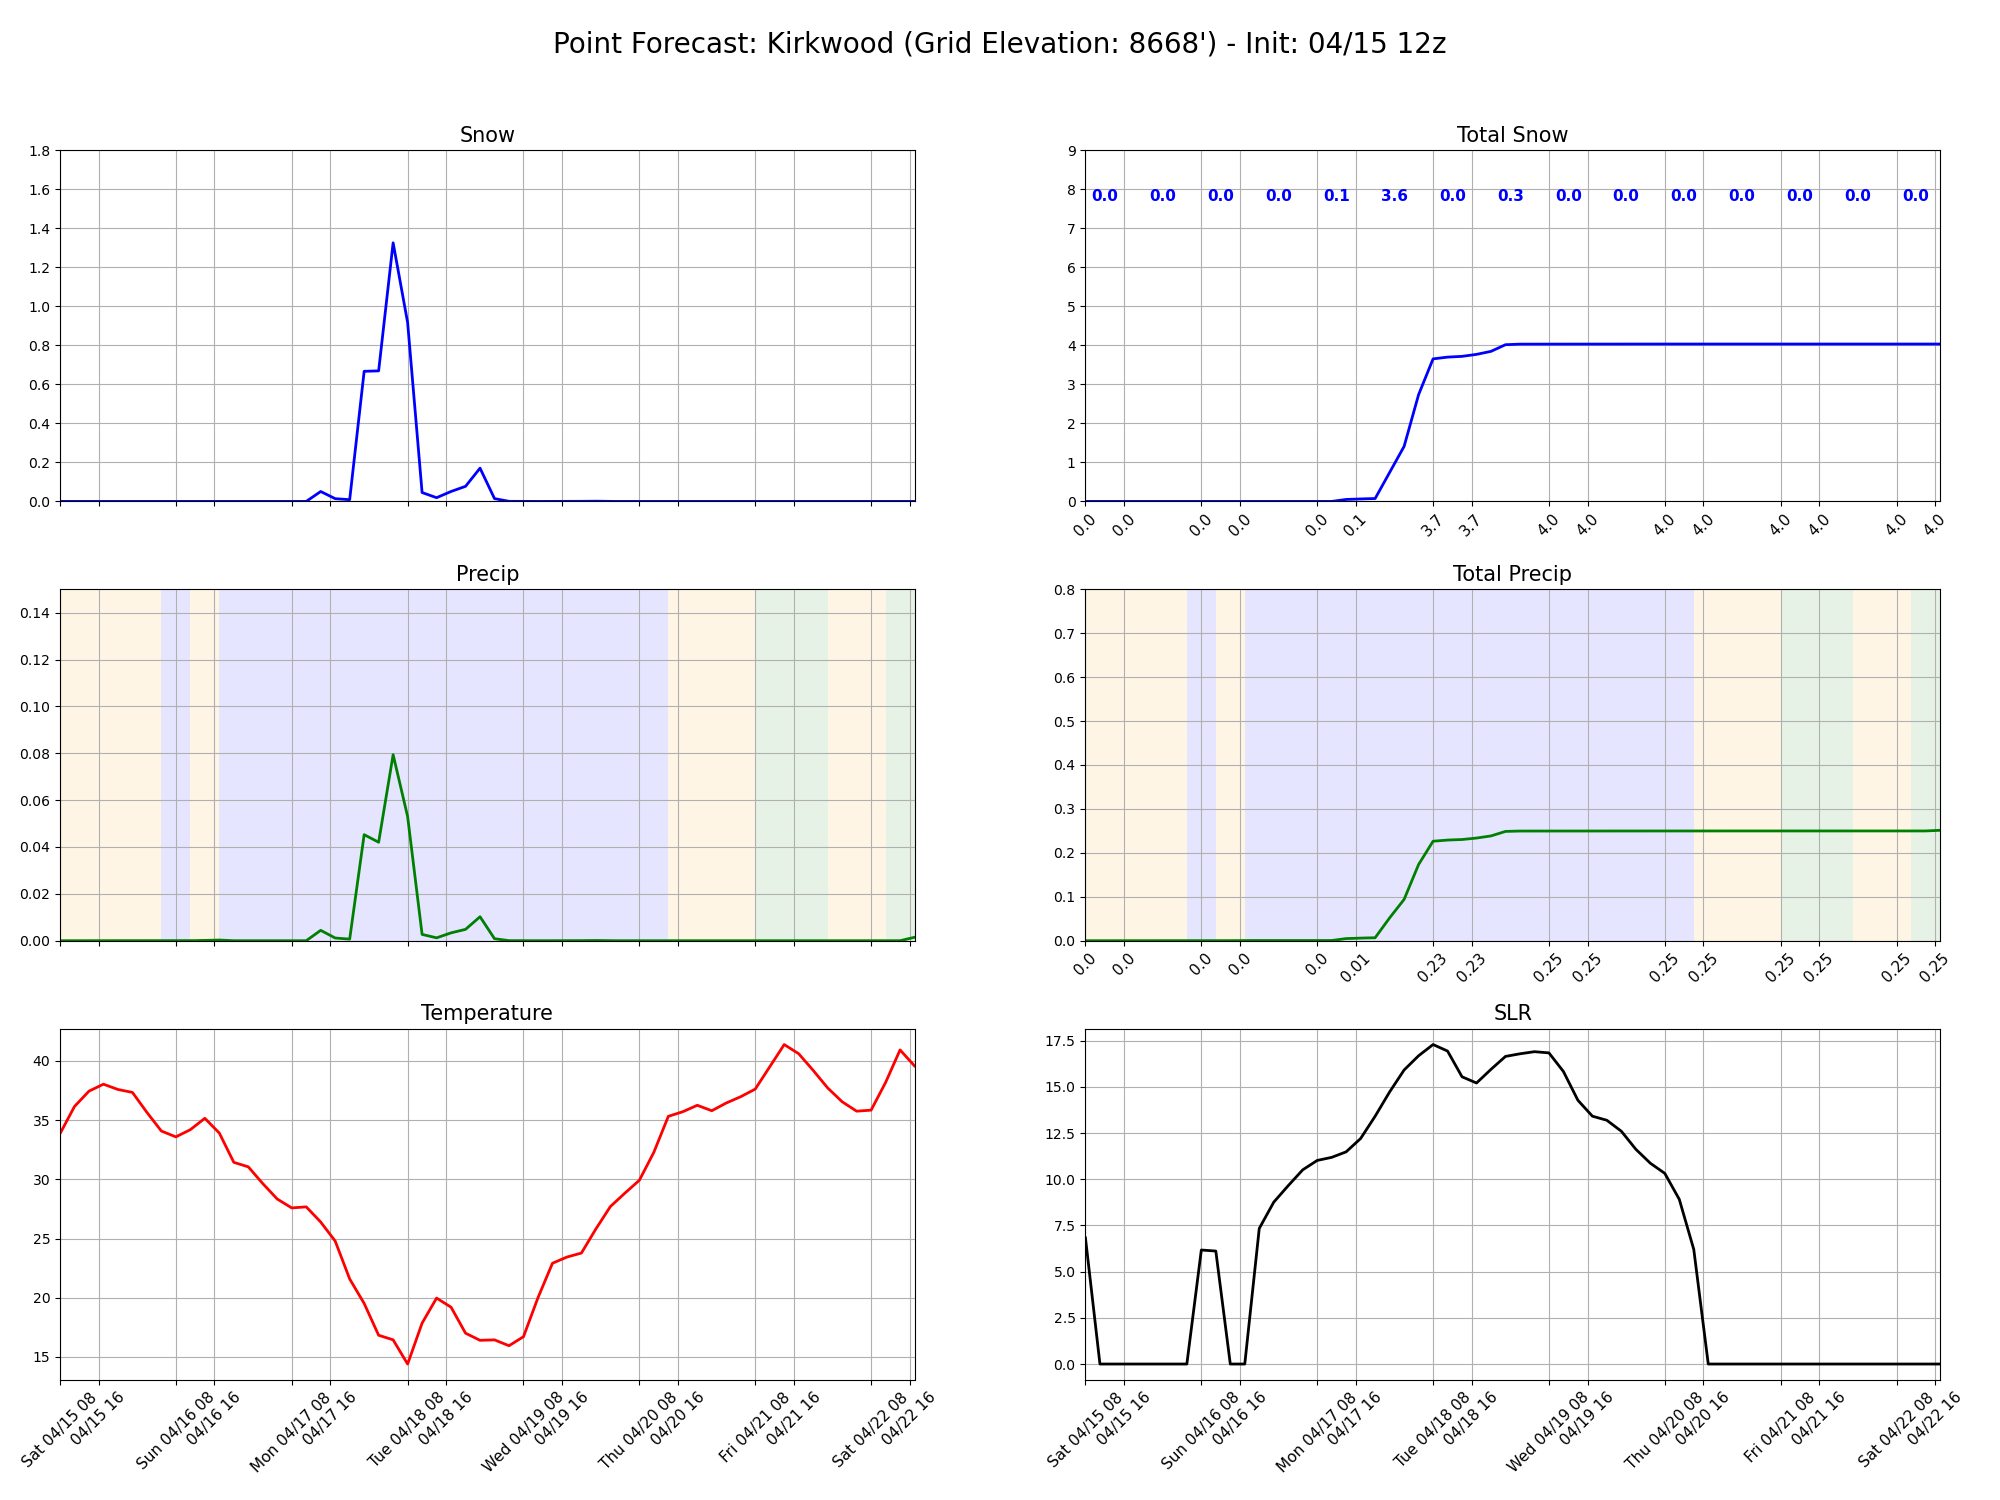 Point Forecast: Kirkwood (Grid Elevation: 8668') - Init: 04/15 12z
Snow
1.8
1.6
1.4
1.2
1.0
0.8
0.6
0.4
0.2
0.0
Total Snow
9
8
7
6
5
4
3
2
1
0
0.0 0.0 0.0 0.0 0.1 3.6 0.0 0.3 0.0 0.0 0.0 0.0 0.0 0.0 0.0
0.0 0.0 0.0 0.0 0.0 0.1 3.7 3.7 4.0 4.0 4.0 4.0 4.0 4.0 4.0 4.0
Precip
0.14
0.12
0.10
0.08
0.06
0.04
0.02
0.00
Total Precip
0.8
0.7
0.6
0.5
0.4
0.3
0.2
0.1
0.0
0.0 0.0 0.0 0.0 0.0 0.01 0.23 0.23 0.25 0.25 0.25 0.25 0.25 0.25 0.25 0.25
Temperature
40
35
30
25
20
15
Sat 04/15 08
04/15 16
Sun 04/16 08
04/16 16
Mon 04/17 08
04/17 16
Tue 04/18 08
04/18 16
Wed 04/19 08
04/19 16
Thu 04/20 08
04/20 16
Fri 04/21 08
04/21 16
Sat 04/22 08
04/22 16
SLR
17.5
15.0
12.5
10.0
7.5
5.0
2.5
0.0
Sat 04/15 08
04/15 16
Sun 04/16 08
04/16 16
Mon 04/17 08
04/17 16
Tue 04/18 08
04/18 16
Wed 04/19 08
04/19 16
Thu 04/20 08
04/20 16
Fri 04/21 08
04/21 16
Sat 04/22 08
04/22 16